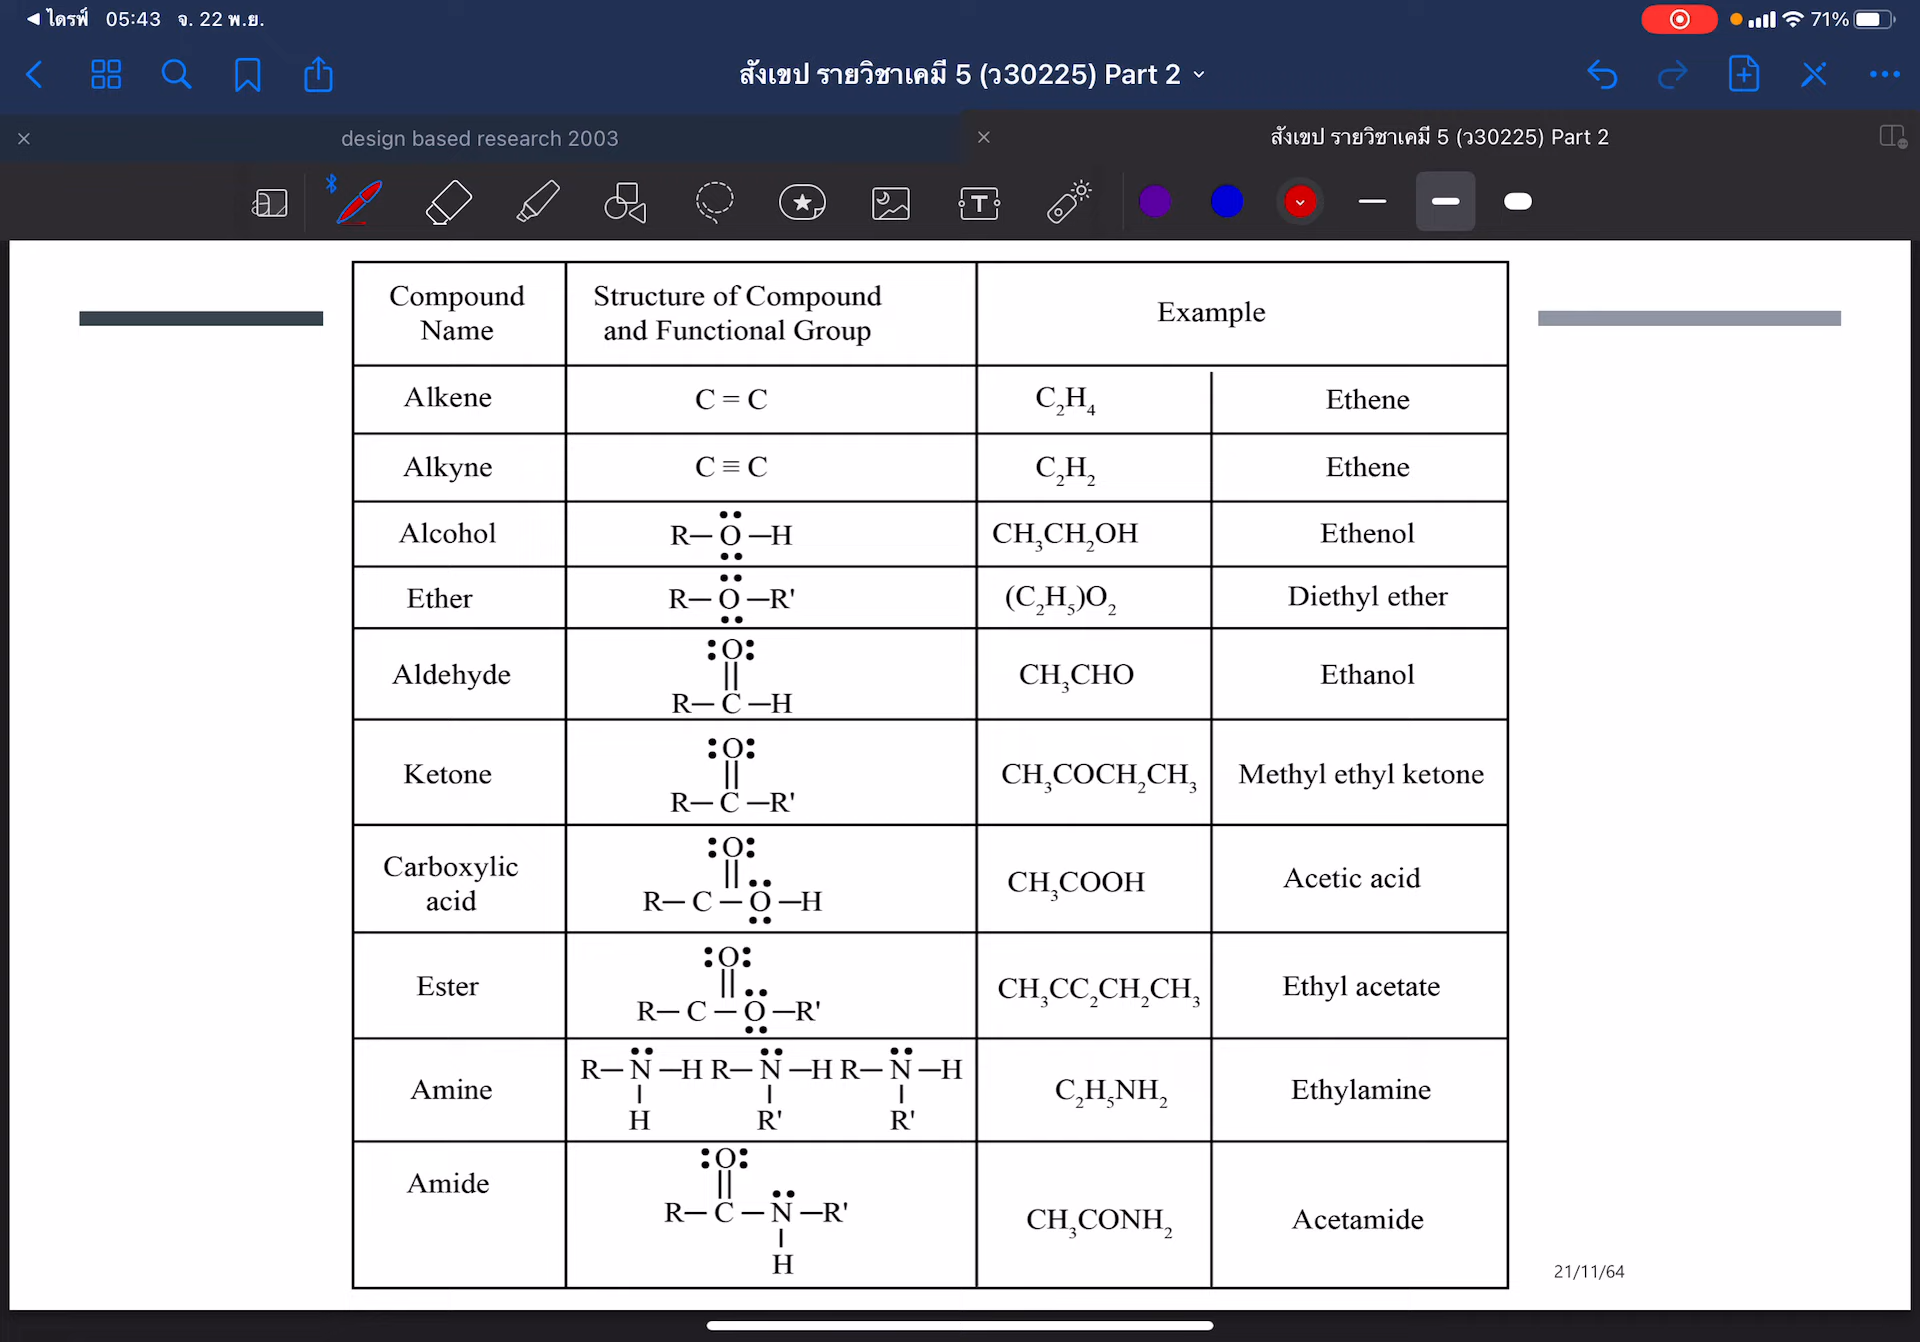 ◀ ไดรฟ์ 05:43 จ. 22 พ.ย.
71%
สังเขป รายวิชาเคมี 5 (ว30225) Part 2
design based research 2003
สังเขป รายวิชาเคมี 5 (ว30225) Part 2
T
Compound Name
Structure of Compound and Functional Group
Example
Alkene
C = C
C₂H₄
Ethene
Alkyne
C ≡ C
C₂H₂
Ethene
Alcohol
R—O—H
CH₃CH₂OH
Ethenol
Ether
R—O—R'
(C₂H₅)O₂
Diethyl ether
Aldehyde
:O:
||
R—C—H
CH₃CHO
Ethanol
Ketone
:O:
||
R—C—R'
CH₃COCH₂CH₃
Methyl ethyl ketone
Carboxylic acid
:O:
||
R—C—O—H
CH₃COOH
Acetic acid
Ester
:O:
||
R—C—O—R'
CH₃CC₂CH₂CH₃
Ethyl acetate
Amine
R—N—H R—N—H R—N—H
H R' R'
C₂H₅NH₂
Ethylamine
Amide
:O:
||
R—C—N—R'
H
CH₃CONH₂
Acetamide
21/11/64